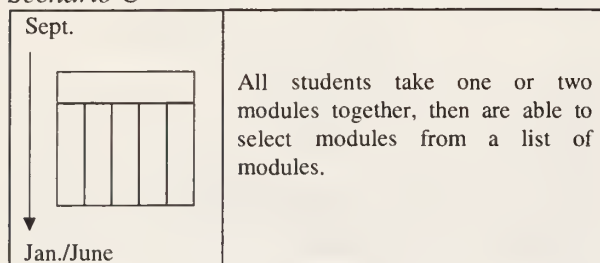 Sept.
All students take one or two
modules together, then are able to
select modules from a list of
modules.
Jan./June